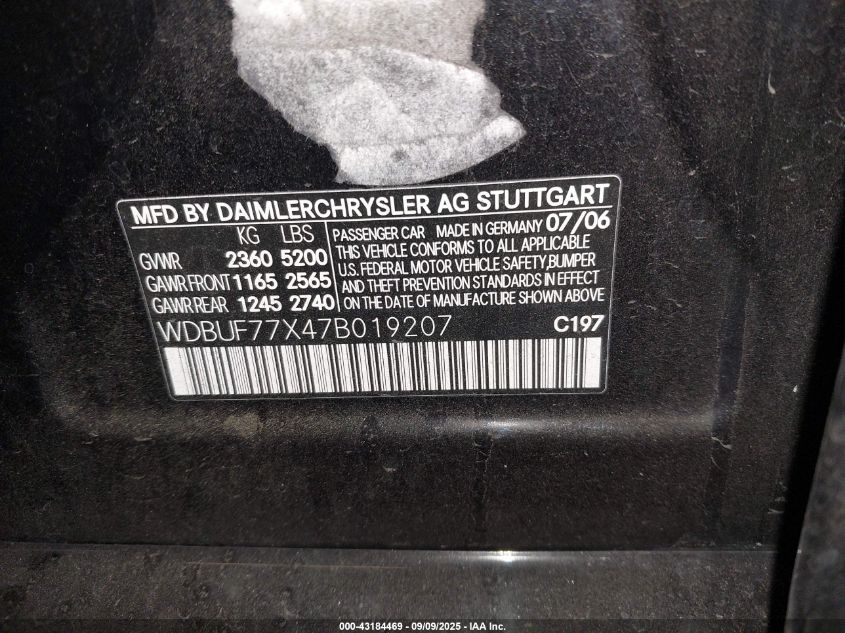 MFD BY DAIMLERCHRYSLER AG STUTTGART
KG LBS
GVWR 2360 5200
GAWR FRONT 1165 2565
GAWR REAR 1245 2740
PASSENGER CAR MADE IN GERMANY 07/06
THIS VEHICLE CONFORMS TO ALL APPLICABLE
U.S. FEDERAL MOTOR VEHICLE SAFETY, BUMPER
AND THEFT PREVENTION STANDARDS IN EFFECT
ON THE DATE OF MANUFACTURE SHOWN ABOVE
WDBUF77X47B019207 C197
000-43184469 - 09/09/2025 - IAA Inc.